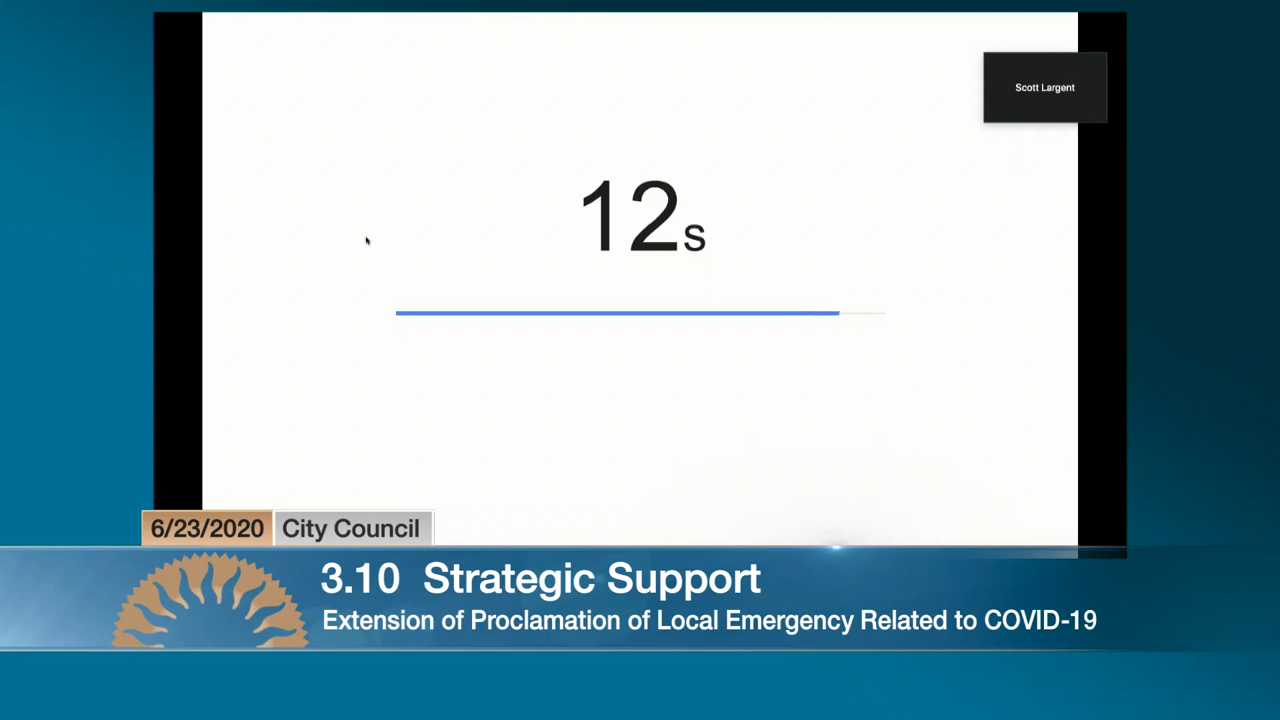 Scott Largent
12s
6/23/2020 City Council
3.10 Strategic Support
Extension of Proclamation of Local Emergency Related to COVID-19